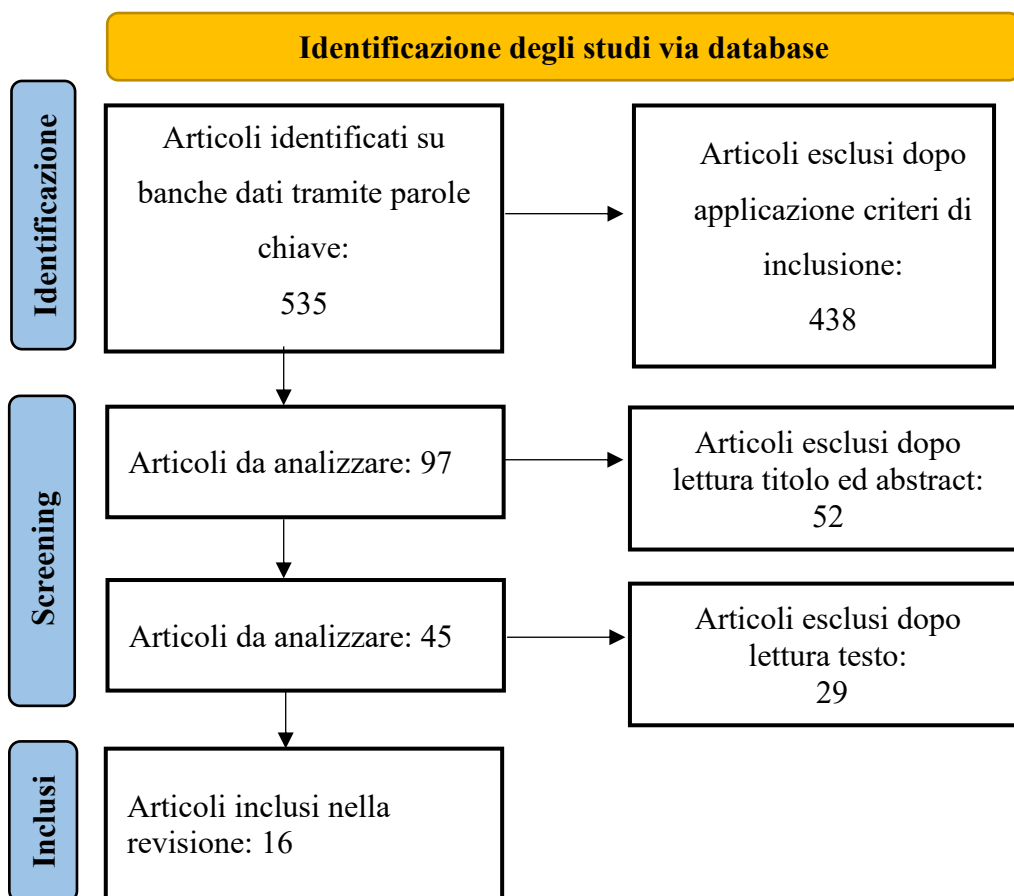 Identificazione degli studi via database
Identificazione
Articoli identificati su
banche dati tramite parole
chiave:
535
Articoli esclusi dopo
applicazione criteri di
inclusione:
438
Screening
Articoli da analizzare: 97
Articoli esclusi dopo
lettura titolo ed abstract:
52
Articoli da analizzare: 45
Articoli esclusi dopo
lettura testo:
29
Inclusi
Articoli inclusi nella
revisione: 16